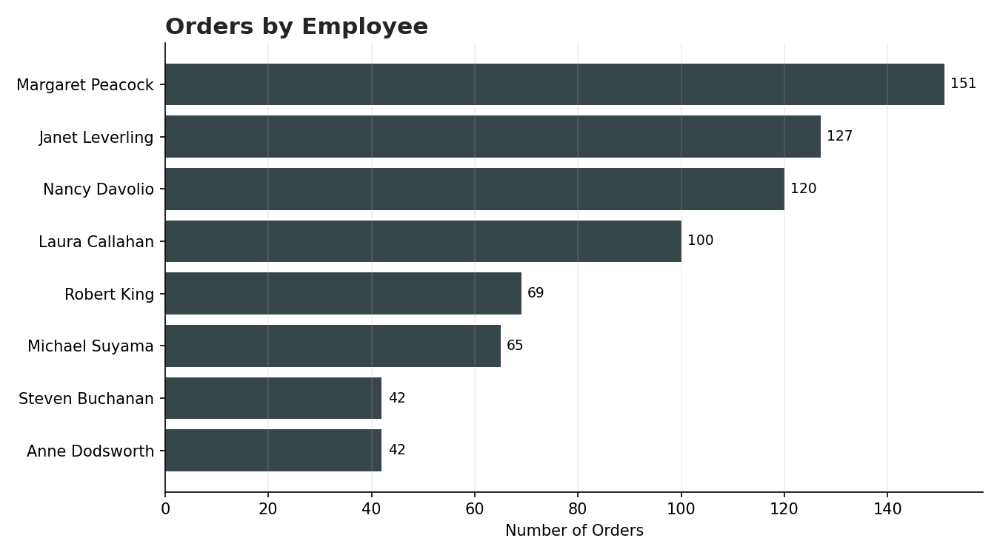 Orders by Employee
Margaret Peacock 151
Janet Leverling 127
Nancy Davolio 120
Laura Callahan 100
Robert King 69
Michael Suyama 65
Steven Buchanan 42
Anne Dodsworth 42
0 20 40 60 80 100 120 140
Number of Orders